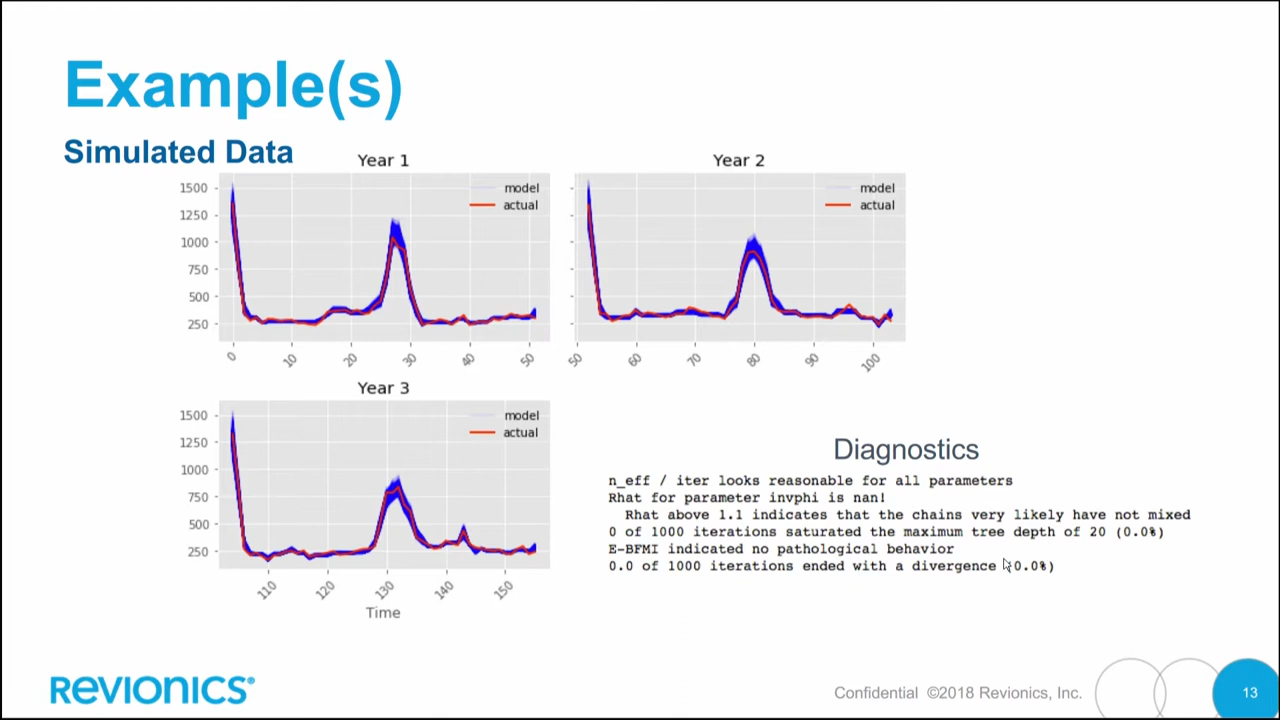 Example(s)
Simulated Data
Year 1
1500
1250
1000
750
500
250
model
actual
0
10
20
30
40
50
Year 2
model
actual
50
60
70
80
90
100
Year 3
1500
1250
1000
750
500
250
model
actual
110
120
130
140
150
Time
Diagnostics
n_eff / iter looks reasonable for all parameters
Rhat for parameter invphi is nan!
Rhat above 1.1 indicates that the chains very likely have not mixed
0 of 1000 iterations saturated the maximum tree depth of 20 (0.0%)
E-BFMI indicated no pathological behavior
0.0 of 1000 iterations ended with a divergence (0.0%)
REVIONICS®
Confidential ©2018 Revionics, Inc.
13